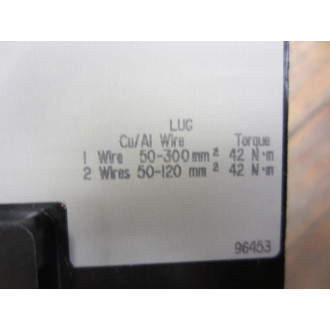 LUG
Cu/Al Wire Torque
1 Wire 50-300 mm² 42 N·m
2 Wires 50-120 mm² 42 N·m
96453